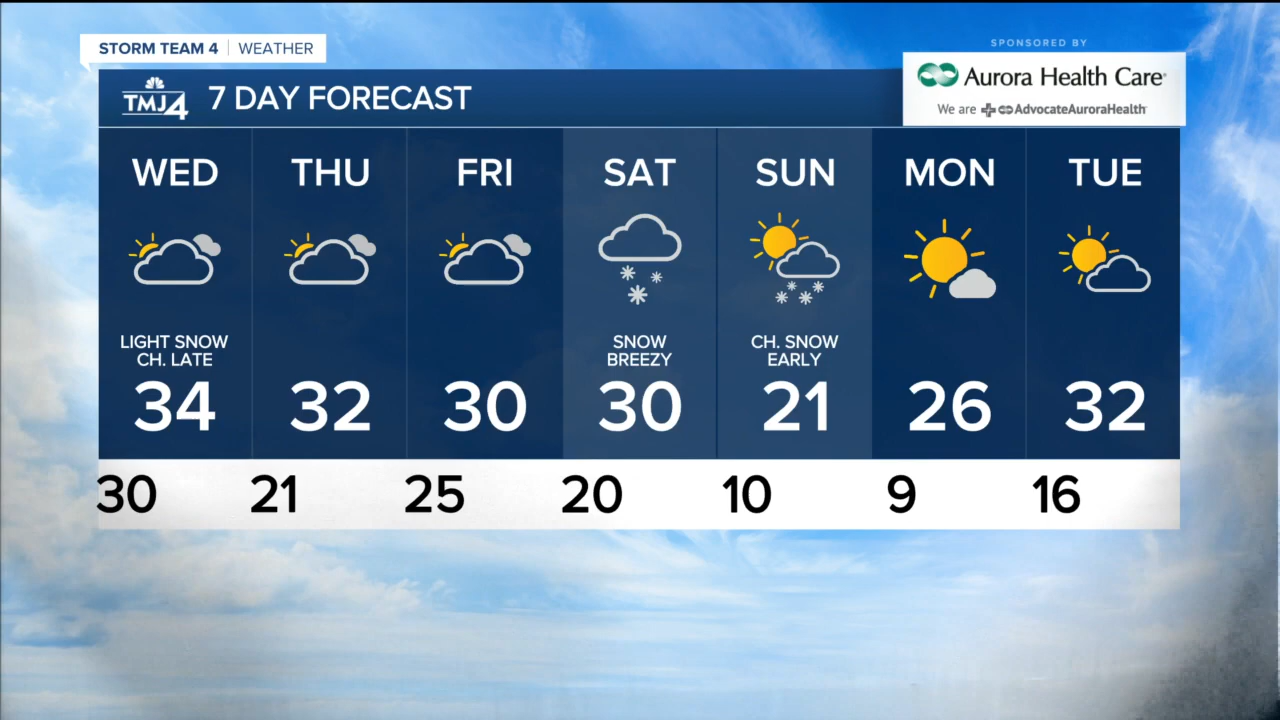 STORM TEAM 4 | WEATHER
SPONSORED BY
Aurora Health Care®
We are AdvocateAuroraHealth™
TMJ4 7 DAY FORECAST
WED THU FRI SAT SUN MON TUE
LIGHT SNOW
CH. LATE
SNOW
BREEZY
CH. SNOW
EARLY
34 32 30 30 21 26 32
30 21 25 20 10 9 16